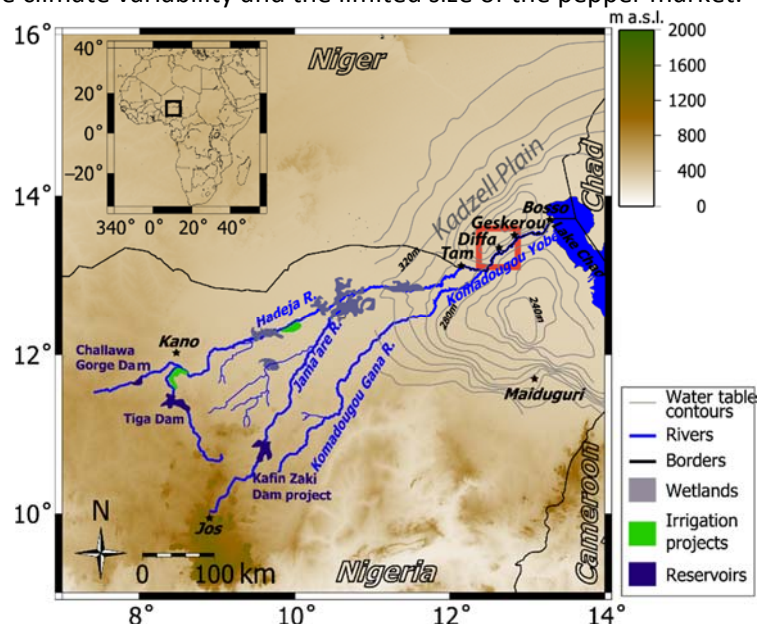 e climate variability and the limited size of the pepper market.
m a.s.l.
16°
14°
12°
10°
40°
20°
0°
−20°
340° 0° 20° 40°
2000
1600
1200
800
400
0
Niger
Kadzell Plain
Chad
Bosso
Geskerou
Diffa
Tam
Lake Chad
Komadougou Yobe
320m
280m
240m
Hadeja R.
Kano
Challawa
Gorge Dam
Tiga Dam
Jama'are R.
Komadougou Gana R.
Maiduguri
Kafin Zaki
Dam project
Jos
N
0 100 km
Nigeria
Cameroon
8° 10° 12° 14°
Water table
contours
Rivers
Borders
Wetlands
Irrigation
projects
Reservoirs